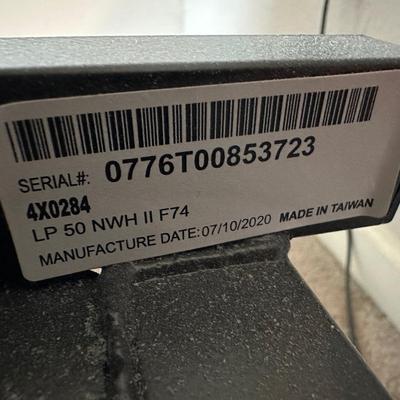 SERIAL#: 0776T00853723
4X0284
LP 50 NWH II F74
MANUFACTURE DATE:07/10/2020 MADE IN TAIWAN